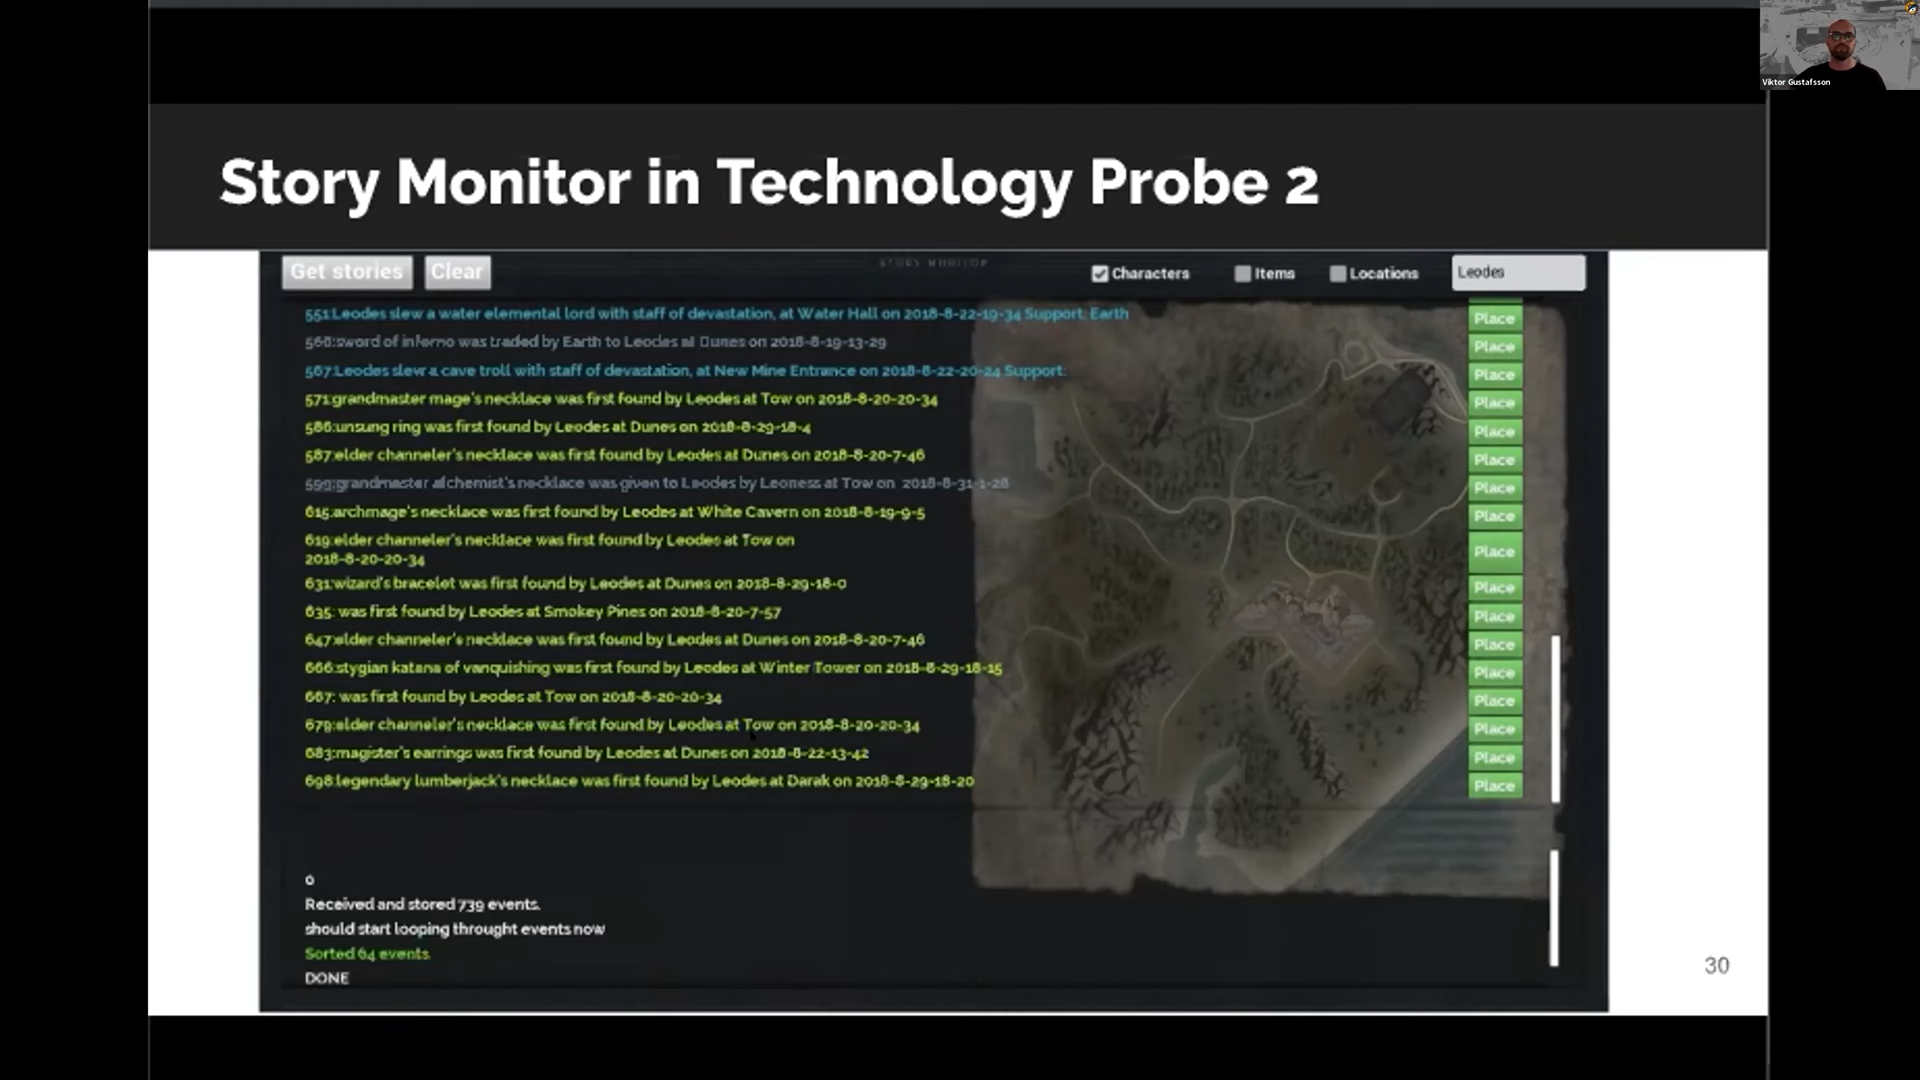 Viktor Gustafsson
Story Monitor in Technology Probe 2
Get stories
Clear
STORY MONITOR
Characters
Items
Locations
Leodes
551:Leodes slew a water elemental lord with staff of devastation, at Water Hall on 2018-8-22-19-34 Support: Earth
Place
560:sword of inferno was traded by Earth to Leodes at Dunes on 2018-8-19-13-29
Place
567:Leodes slew a cave troll with staff of devastation, at New Mine Entrance on 2018-8-22-20-24 Support:
Place
571:grandmaster mage's necklace was first found by Leodes at Tow on 2018-8-20-20-34
Place
586:unsung ring was first found by Leodes at Dunes on 2018-8-29-18-4
Place
587:elder channeler's necklace was first found by Leodes at Dunes on 2018-8-20-7-46
Place
599:grandmaster alchemist's necklace was given to Leodes by Leoness at Tow on 2018-8-31-1-28
Place
615:archmage's necklace was first found by Leodes at White Cavern on 2018-8-19-9-5
Place
619:elder channeler's necklace was first found by Leodes at Tow on
2018-8-20-20-34
Place
631:wizard's bracelet was first found by Leodes at Dunes on 2018-8-29-18-0
Place
635: was first found by Leodes at Smokey Pines on 2018-8-20-7-57
Place
647:elder channeler's necklace was first found by Leodes at Dunes on 2018-8-20-7-46
Place
666:stygian katana of vanquishing was first found by Leodes at Winter Tower on 2018-8-29-18-15
Place
667: was first found by Leodes at Tow on 2018-8-20-20-34
Place
679:elder channeler's necklace was first found by Leodes at Tow on 2018-8-20-20-34
Place
683:magister's earrings was first found by Leodes at Dunes on 2018-8-22-13-42
Place
698:legendary lumberjack's necklace was first found by Leodes at Darak on 2018-8-29-18-20
Place
0
Received and stored 739 events.
should start looping throught events now
Sorted 64 events.
DONE
30